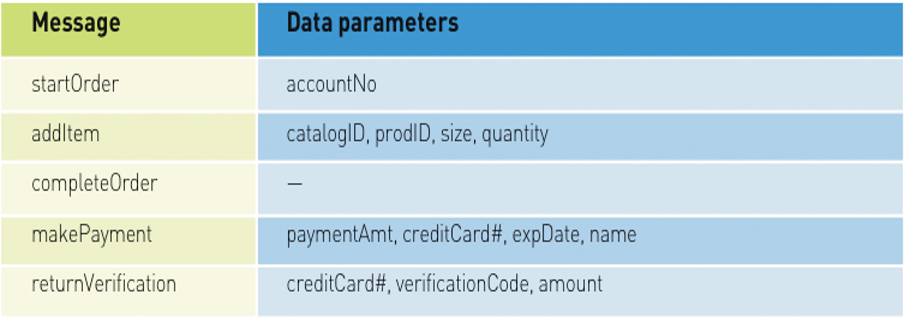 Message Data parameters
startOrder accountNo
addItem catalogID, prodID, size, quantity
completeOrder —
makePayment paymentAmt, creditCard#, expDate, name
returnVerification creditCard#, verificationCode, amount